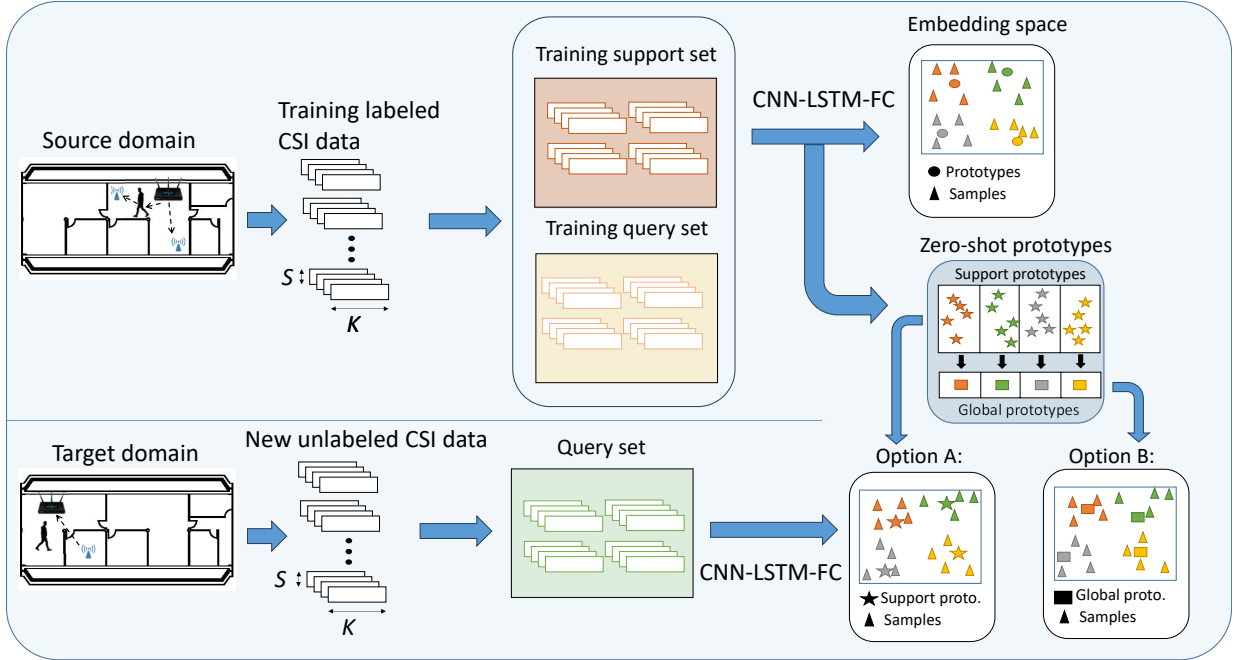 Source domain
Training labeled
CSI data
S
K
Training support set
Training query set
CNN-LSTM-FC
Embedding space
Prototypes
Samples
Zero-shot prototypes
Support prototypes
Global prototypes
Target domain
New unlabeled CSI data
S
K
Query set
CNN-LSTM-FC
Option A:
Support proto.
Samples
Option B:
Global proto.
Samples